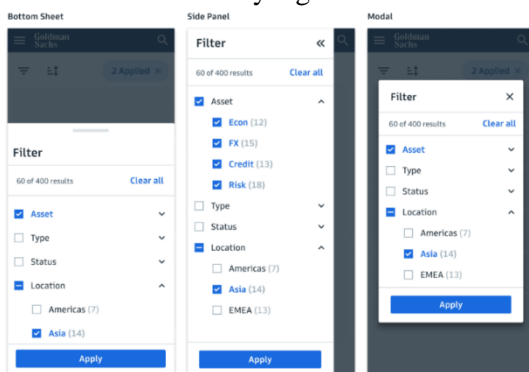 Bottom Sheet
Goldman
Sachs
2 Applied ×
Filter
60 of 400 results Clear all
Asset
Type
Status
Location
Americas (7)
Asia (14)
Apply
Side Panel
Filter «
60 of 400 results Clear all
Asset
Econ (12)
FX (15)
Credit (13)
Risk (18)
Type
Status
Location
Americas (7)
Asia (14)
EMEA (13)
Apply
Modal
Goldman
Sachs
2 Applied ×
Filter ×
60 of 400 results Clear all
Asset
Type
Status
Location
Americas (7)
Asia (14)
EMEA (13)
Apply